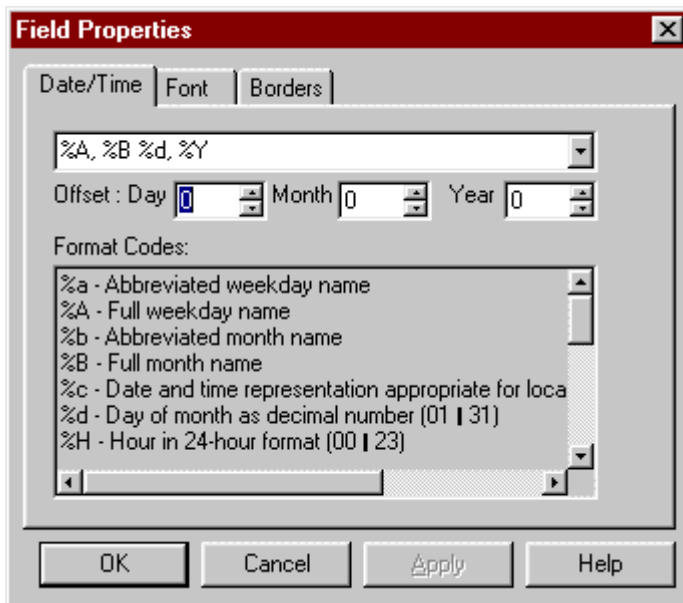 Field Properties
Date/Time Font Borders
%A, %B %d, %Y
Offset : Day 0 Month 0 Year 0
Format Codes:
%a - Abbreviated weekday name
%A - Full weekday name
%b - Abbreviated month name
%B - Full month name
%c - Date and time representation appropriate for loca
%d - Day of month as decimal number (01 | 31)
%H - Hour in 24-hour format (00 | 23)
OK Cancel Apply Help